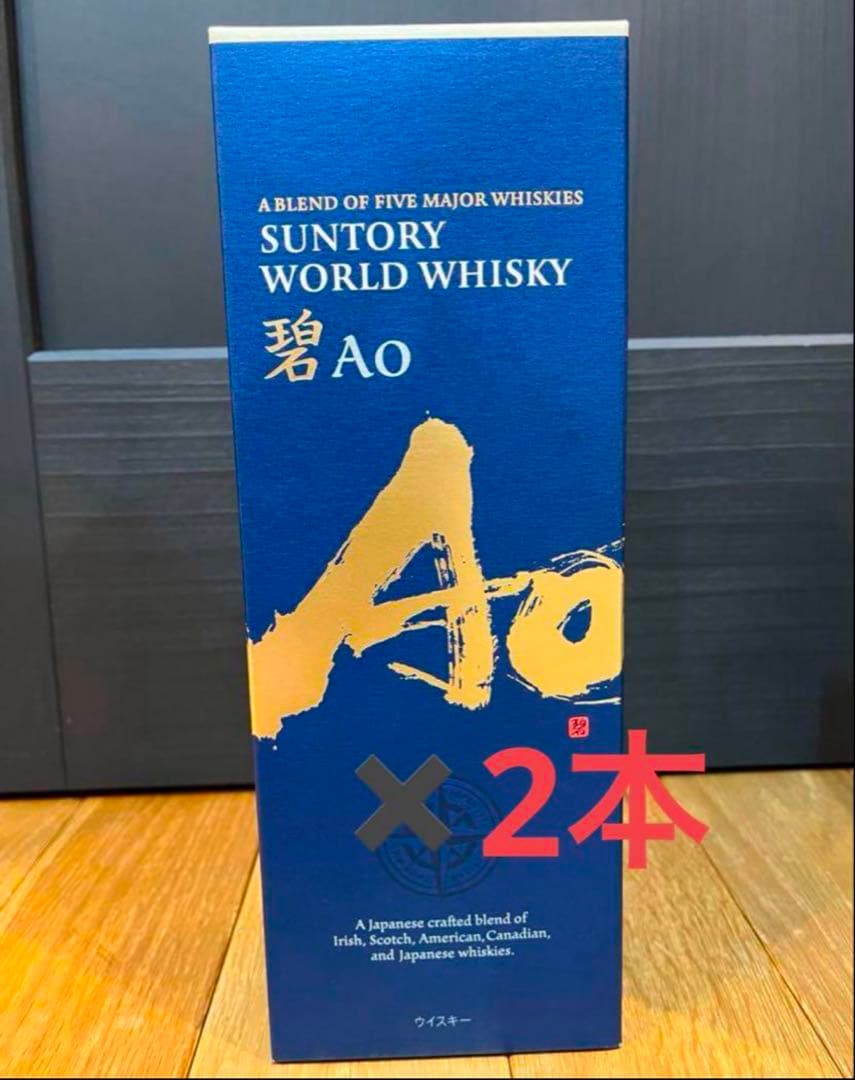 A BLEND OF FIVE MAJOR WHISKIES
SUNTORY
WORLD WHISKY
碧 AO
Ao
碧
✖2本
A Japanese crafted blend of
Irish, Scotch, American, Canadian,
and Japanese whiskies.
ウイスキー